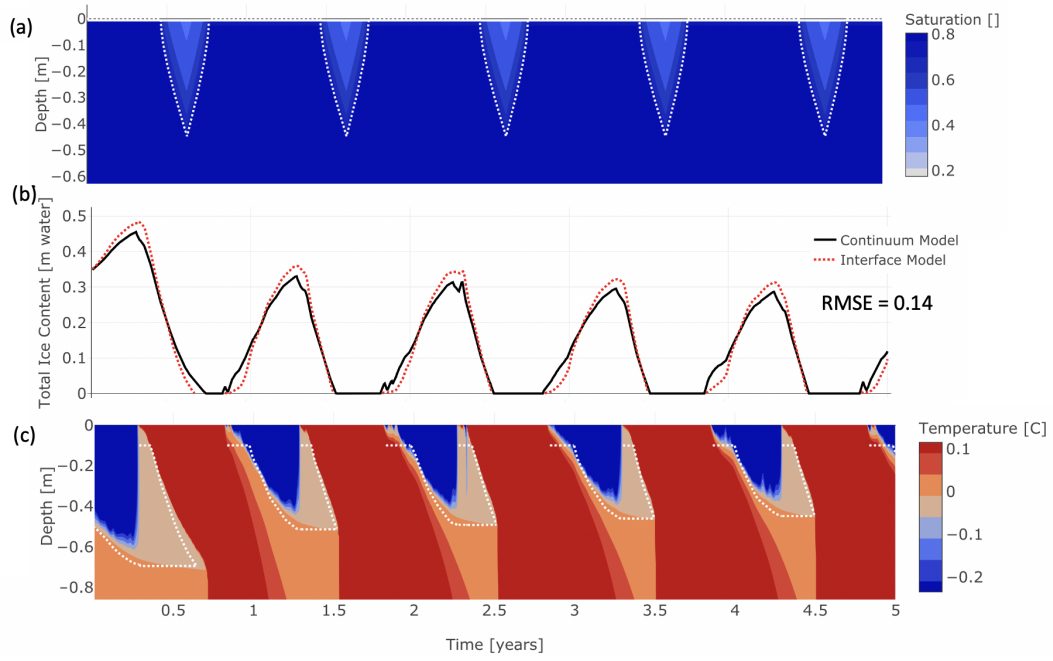 (a)
Saturation []
0
−0.1
−0.2
−0.3
−0.4
−0.5
−0.6
Depth [m]
0.8
0.6
0.4
0.2
(b)
Total Ice Content [m water]
0.5
0.4
0.3
0.2
0.1
0
Continuum Model
Interface Model
RMSE = 0.14
(c)
Temperature [C]
0
−0.2
−0.4
−0.6
−0.8
Depth [m]
0.1
0
−0.1
−0.2
0.5 1 1.5 2 2.5 3 3.5 4 4.5 5
Time [years]